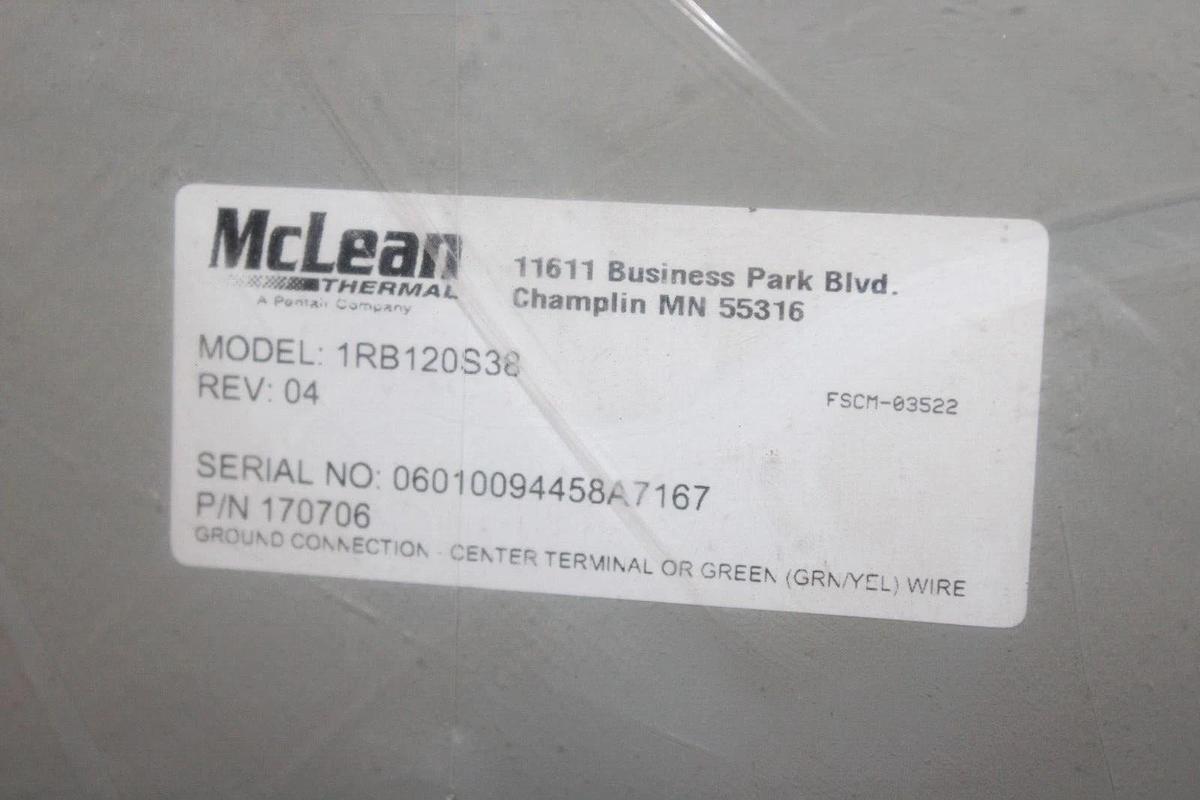 McLean
THERMAL
A Pentair Company
11611 Business Park Blvd.
Champlin MN 55316
MODEL: 1RB120S38
REV: 04
FSCM-03522
SERIAL NO: 06010094458A7167
P/N 170706
GROUND CONNECTION - CENTER TERMINAL OR GREEN (GRN/YEL) WIRE